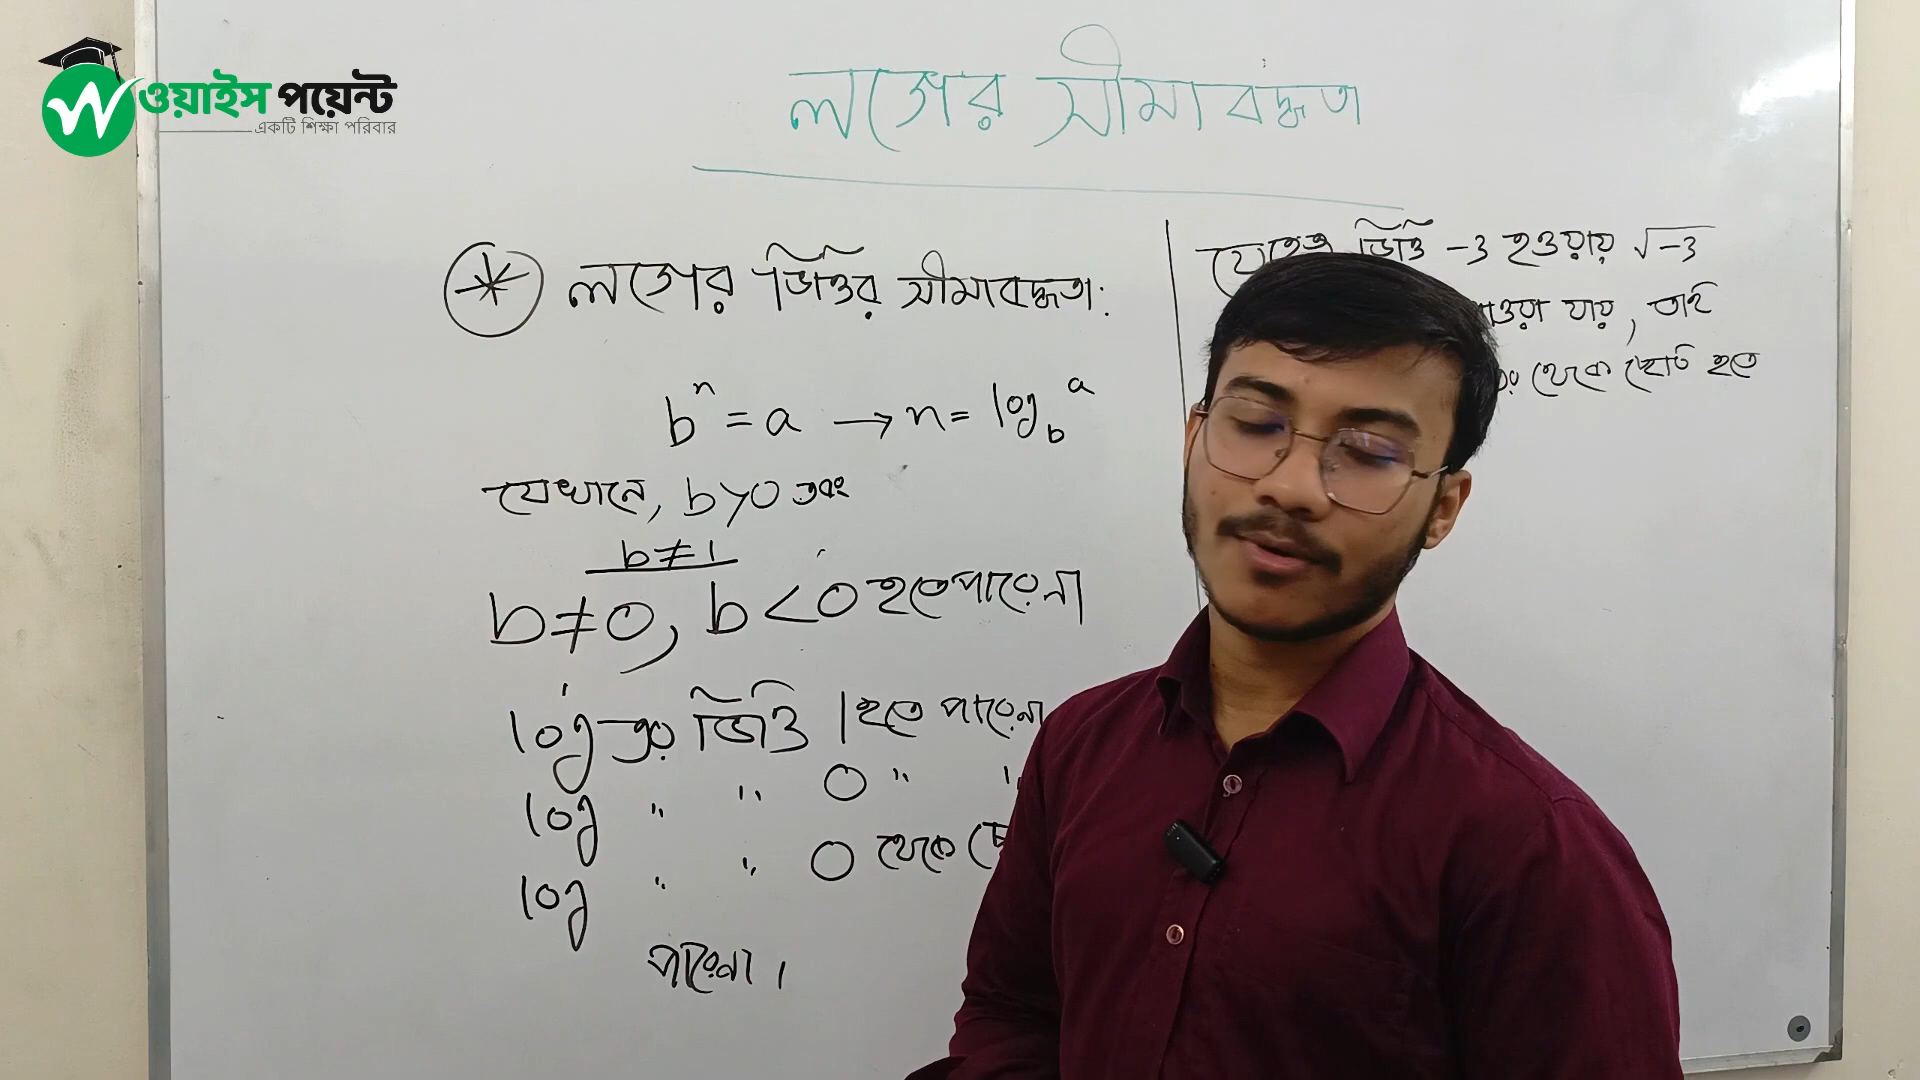 ওয়াইস পয়েন্ট
একটি শিক্ষা পরিবার
লগের সীমাবদ্ধতা
লগের ভিত্তির সীমাবদ্ধতা:
bⁿ = a → n = log_b^a
যেখানে, b>0 এবং
b≠1
b≠0, b<0 হতে পারেনা
log-এর ভিত্তি 1 হতে পারেনা
log " " 0 " "
log " " 0 থেকে
পারেনা।
যেহেতু ভিত্তি -3 হওয়ায় √-3
যায়, তাই
থেকে ছোট হতে